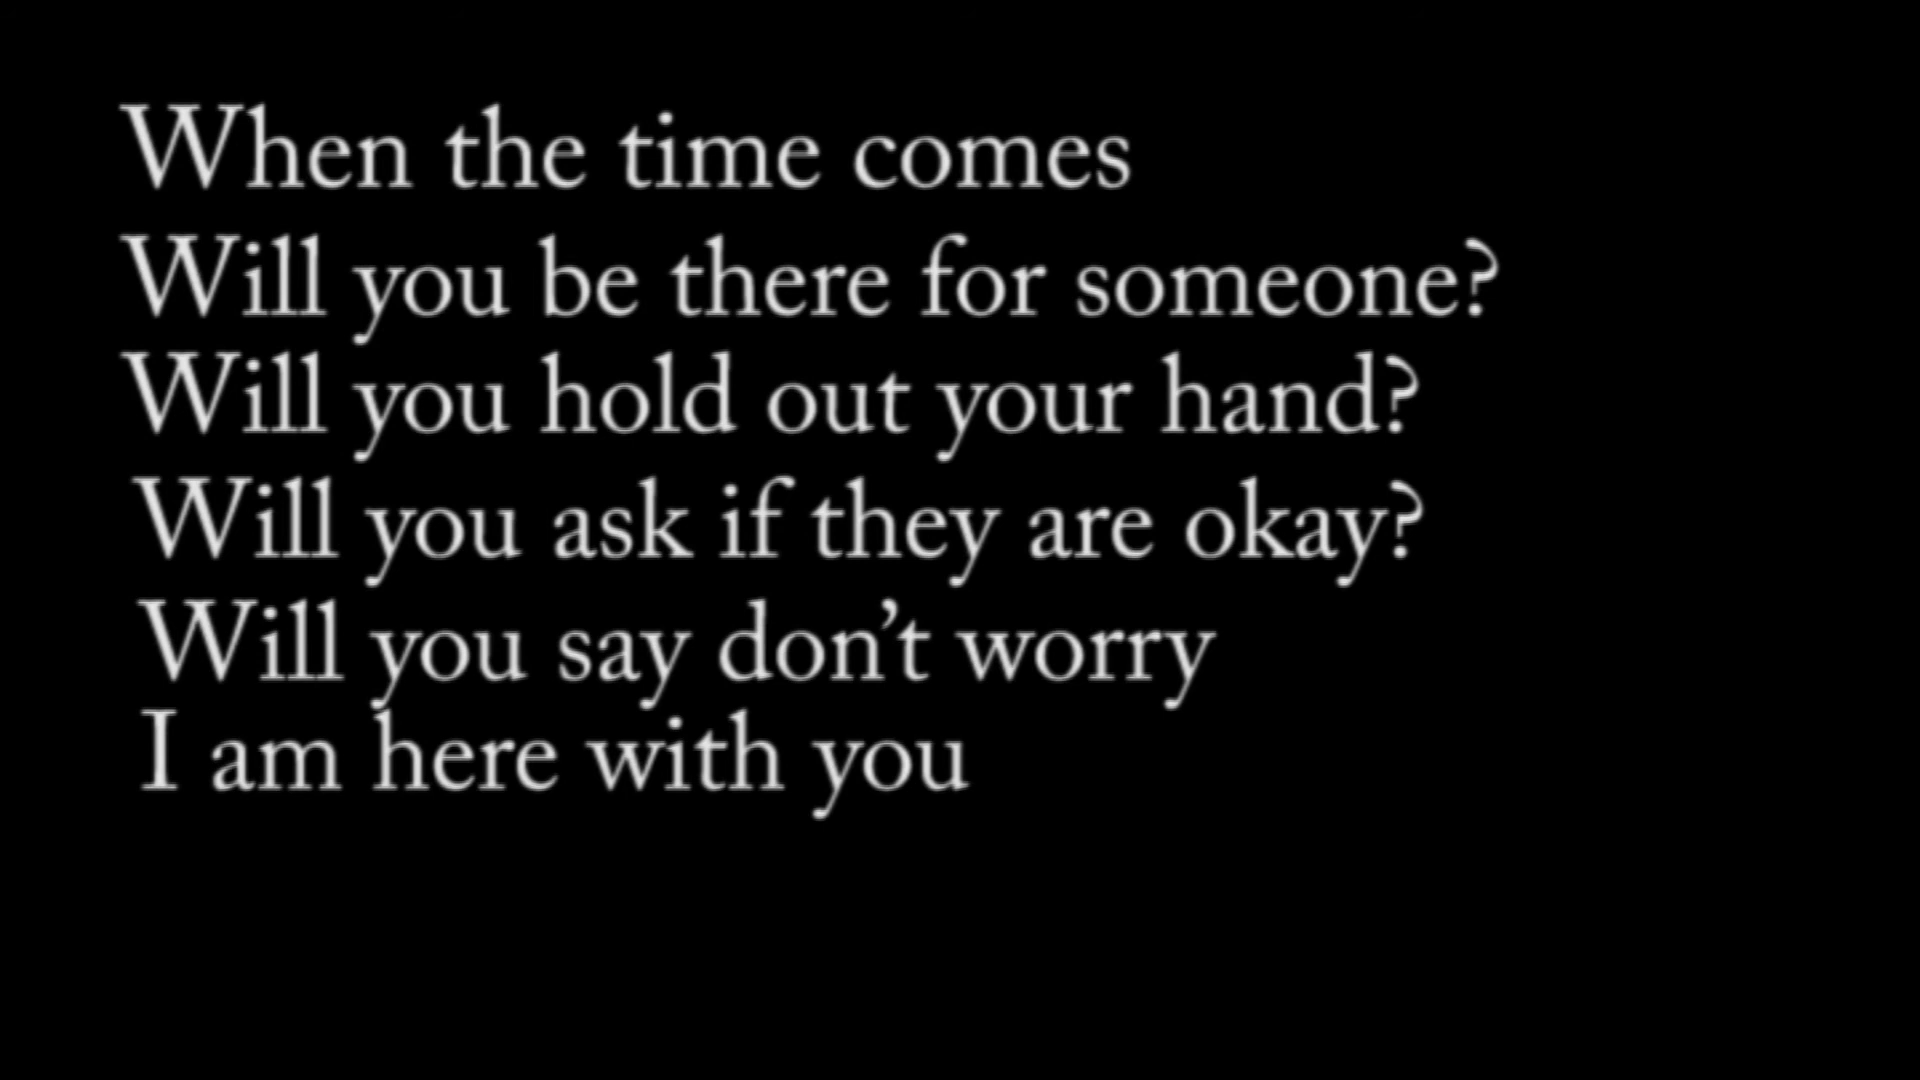 When the time comes
Will you be there for someone?
Will you hold out your hand?
Will you ask if they are okay?
Will you say don’t worry
I am here with you